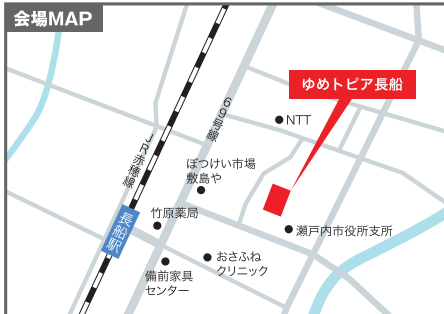 会場MAP
ゆめトピア長船
69号線
NTT
JR赤穂線
ぼつけい市場
敷島や
竹原薬局
長船駅
瀬戸内市役所支所
おさふね
クリニック
備前家具
センター